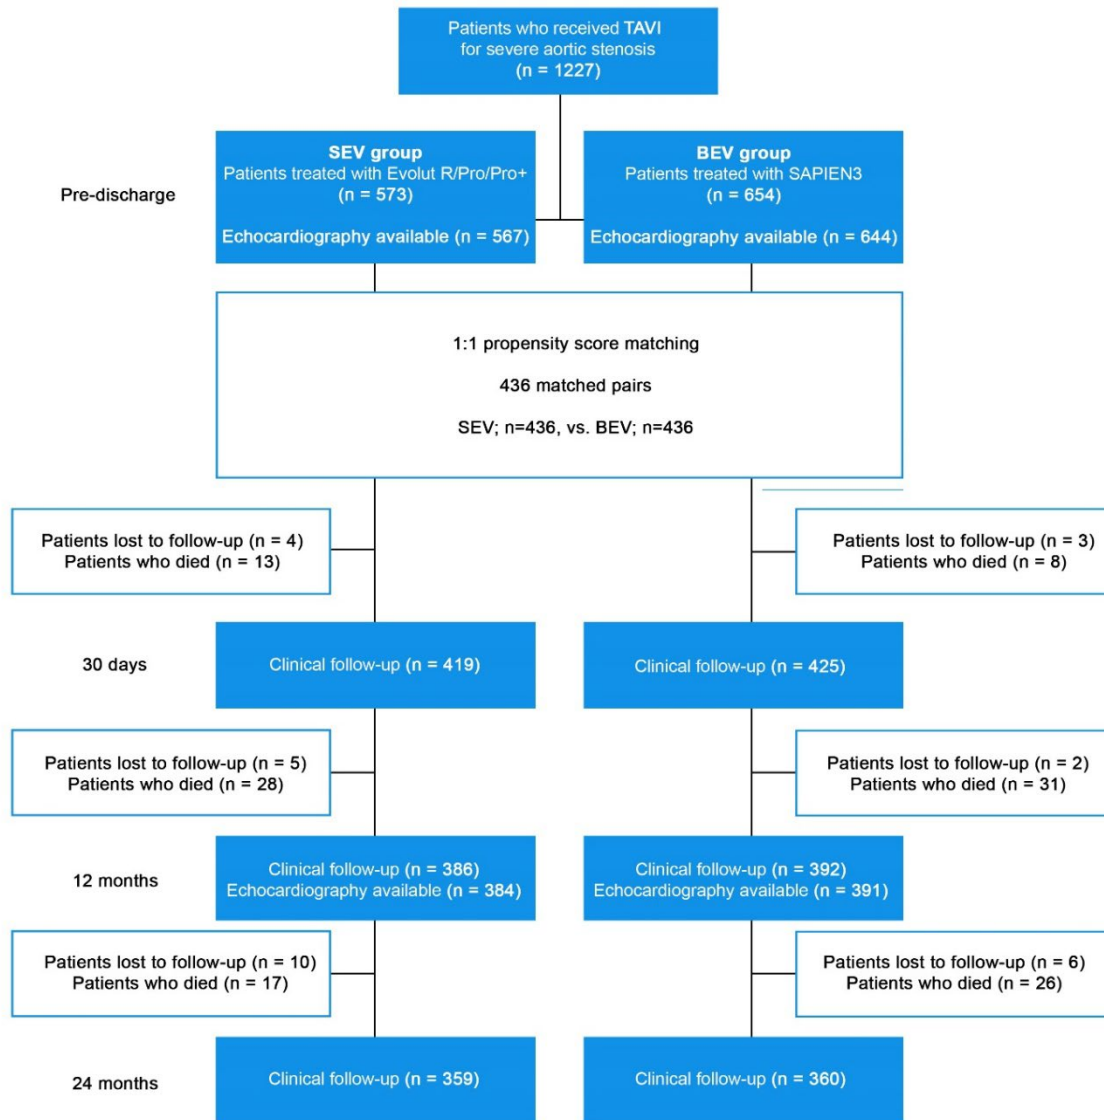 Patients who received TAVI
for severe aortic stenosis
(n = 1227)
SEV group
Patients treated with Evolut R/Pro/Pro+
(n = 573)
Echocardiography available (n = 567)
BEV group
Patients treated with SAPIEN3
(n = 654)
Echocardiography available (n = 644)
Pre-discharge
1:1 propensity score matching
436 matched pairs
SEV; n=436, vs. BEV; n=436
Patients lost to follow-up (n = 4)
Patients who died (n = 13)
Patients lost to follow-up (n = 3)
Patients who died (n = 8)
30 days
Clinical follow-up (n = 419)
Clinical follow-up (n = 425)
Patients lost to follow-up (n = 5)
Patients who died (n = 28)
Patients lost to follow-up (n = 2)
Patients who died (n = 31)
12 months
Clinical follow-up (n = 386)
Echocardiography available (n = 384)
Clinical follow-up (n = 392)
Echocardiography available (n = 391)
Patients lost to follow-up (n = 10)
Patients who died (n = 17)
Patients lost to follow-up (n = 6)
Patients who died (n = 26)
24 months
Clinical follow-up (n = 359)
Clinical follow-up (n = 360)